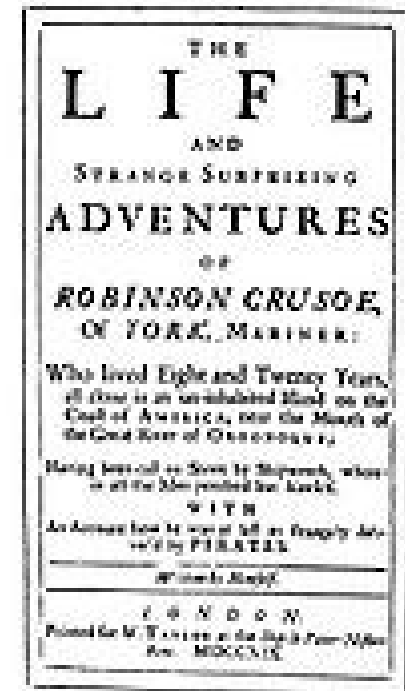 THE
LIFE
AND
STRANGE SURPRIZING
ADVENTURES
OF
ROBINSON CRUSOE,
Of YORK, MARINER:
Who lived Eight and Twenty Years,
all alone in an un-inhabited Island on the
Coast of AMERICA, near the Mouth of
the Great River of OROONOQUE;
Having been cast on Shore by Shipwreck, where-
in all the Men perished but himself.
WITH
An Account how he was at last as strangely deli-
ver'd by PYRATES.
Written by Himself.
LONDON:
Printed for W. TAYLOR at the Ship in Pater-Noster-
Row. MDCCXIX.